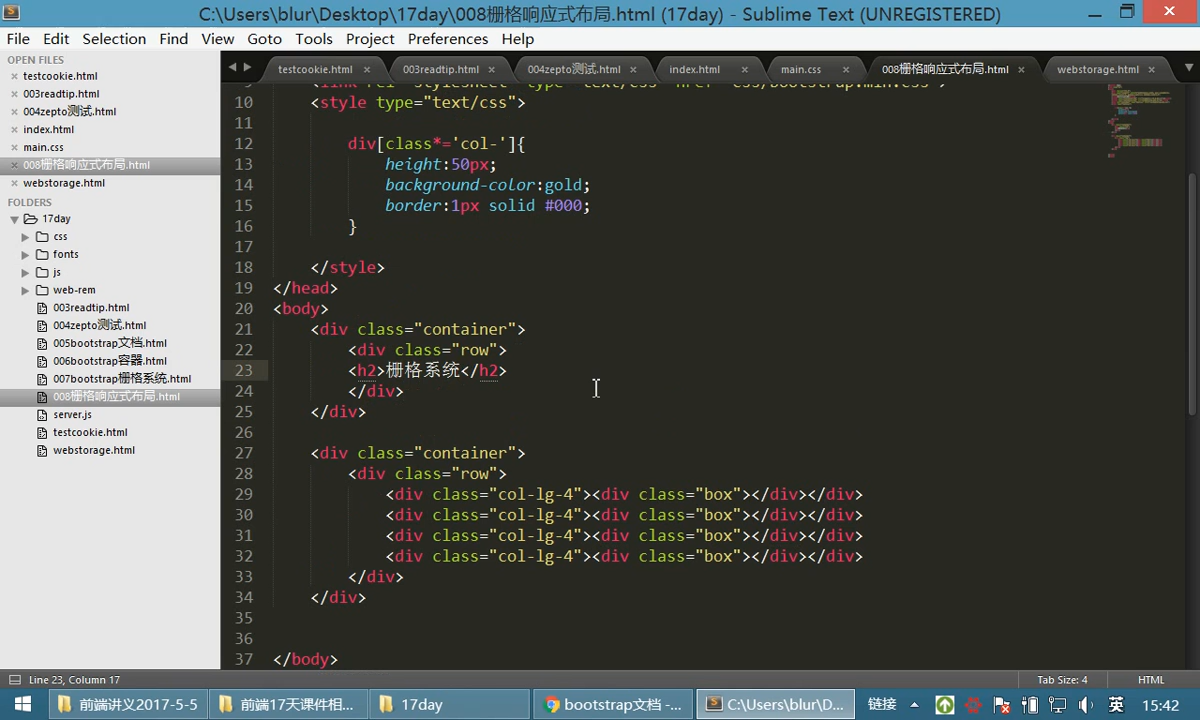 C:\Users\blur\Desktop\17day\008栅格响应式布局.html (17day) - Sublime Text (UNREGISTERED)
File Edit Selection Find View Goto Tools Project Preferences Help
OPEN FILES
testcookie.html
003readtip.html
004zepto测试.html
index.html
main.css
008栅格响应式布局.html
webstorage.html
FOLDERS
17day
css
fonts
js
web-rem
003readtip.html
004zepto测试.html
005bootstrap文档.html
006bootstrap容器.html
007bootstrap栅格系统.html
008栅格响应式布局.html
server.js
testcookie.html
webstorage.html
testcookie.html 003readtip.html 004zepto测试.html index.html main.css 008栅格响应式布局.html webstorage.html
9 <link rel="stylesheet" type="text/css" href="css/bootstrap.min.css">
10 <style type="text/css">
11
12 div[class*='col-']{
13 height:50px;
14 background-color:gold;
15 border:1px solid #000;
16 }
17
18 </style>
19 </head>
20 <body>
21 <div class="container">
22 <div class="row">
23 <h2>栅格系统</h2>
24 </div>
25 </div>
26
27 <div class="container">
28 <div class="row">
29 <div class="col-lg-4"><div class="box"></div></div>
30 <div class="col-lg-4"><div class="box"></div></div>
31 <div class="col-lg-4"><div class="box"></div></div>
32 <div class="col-lg-4"><div class="box"></div></div>
33 </div>
34 </div>
35
36
37 </body>
Line 23, Column 17 Tab Size: 4 HTML
前端讲义2017-5-5 前端17天课件相... 17day bootstrap文档 -... C:\Users\blur\D... 链接 英 15:42